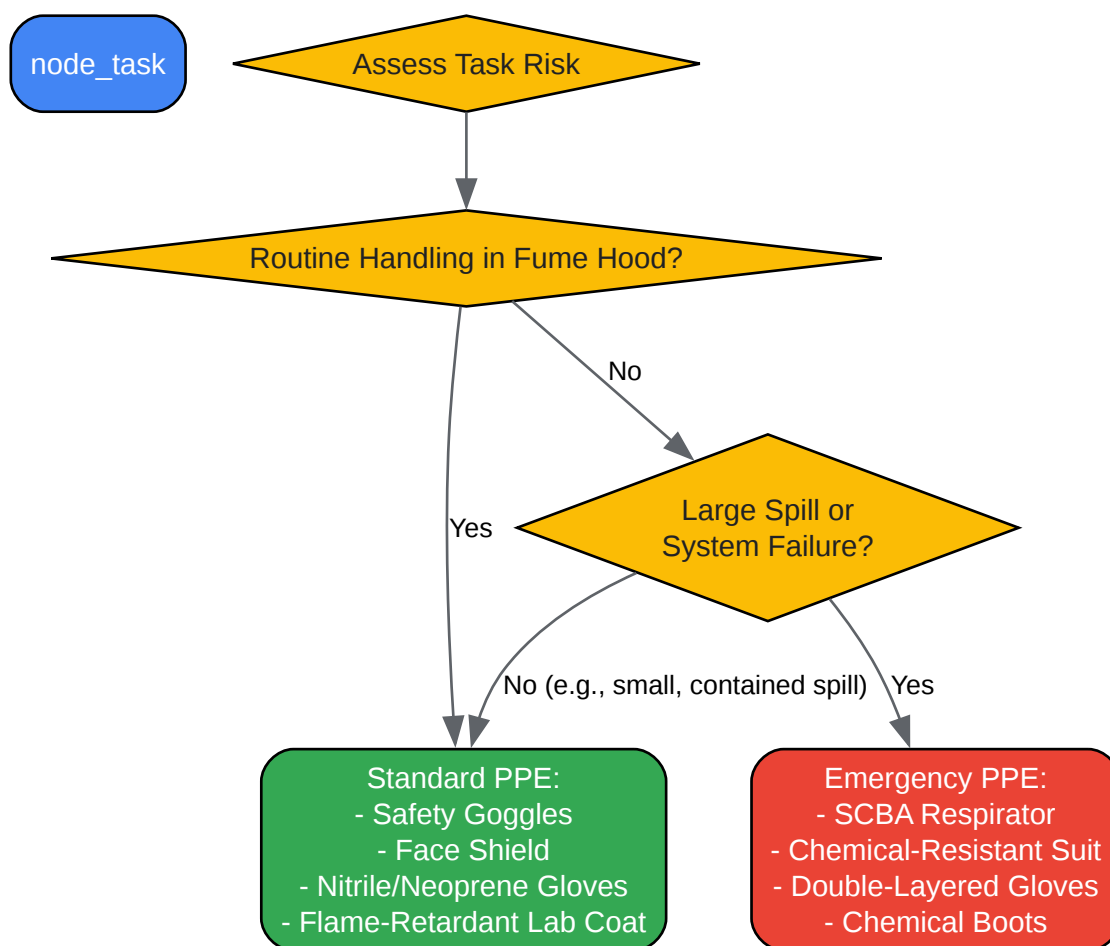 node_task
Assess Task Risk
Routine Handling in Fume Hood?
No
Large Spill or
System Failure?
Yes
No (e.g., small, contained spill)
Yes
Standard PPE:
- Safety Goggles
- Face Shield
- Nitrile/Neoprene Gloves
- Flame-Retardant Lab Coat
Emergency PPE:
- SCBA Respirator
- Chemical-Resistant Suit
- Double-Layered Gloves
- Chemical Boots